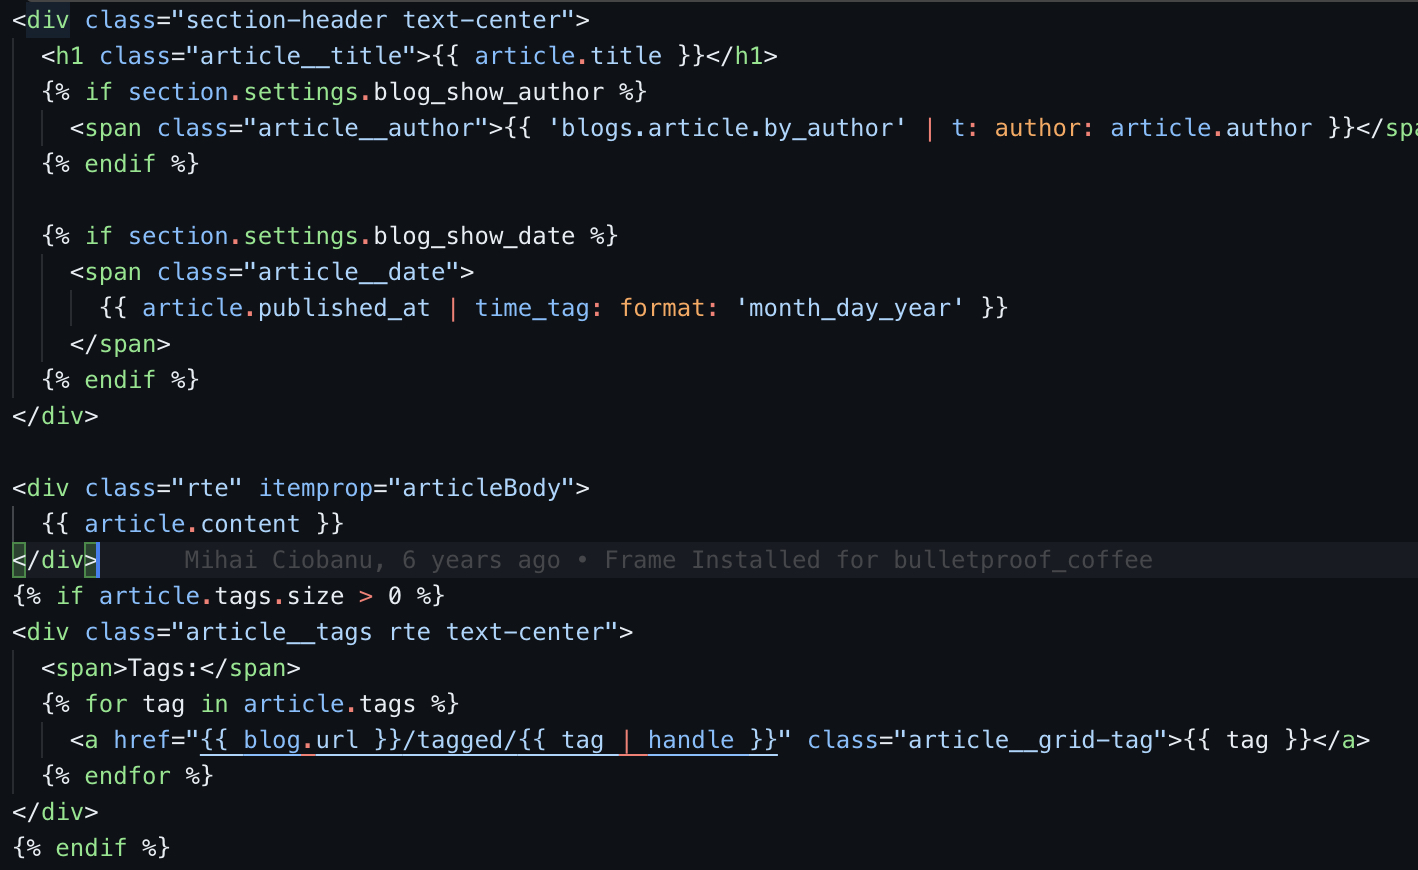 <div class="section-header text-center">
<h1 class="article__title">{{ article.title }}</h1>
{% if section.settings.blog_show_author %}
<span class="article__author">{{ 'blogs.article.by_author' | t: author: article.author }}</spa
{% endif %}
{% if section.settings.blog_show_date %}
<span class="article__date">
{{ article.published_at | time_tag: format: 'month_day_year' }}
</span>
{% endif %}
</div>
<div class="rte" itemprop="articleBody">
{{ article.content }}
</div> Mihai Ciobanu, 6 years ago • Frame Installed for bulletproof_coffee
{% if article.tags.size > 0 %}
<div class="article__tags rte text-center">
<span>Tags:</span>
{% for tag in article.tags %}
<a href="{{ blog.url }}/tagged/{{ tag | handle }}" class="article__grid-tag">{{ tag }}</a>
{% endfor %}
</div>
{% endif %}